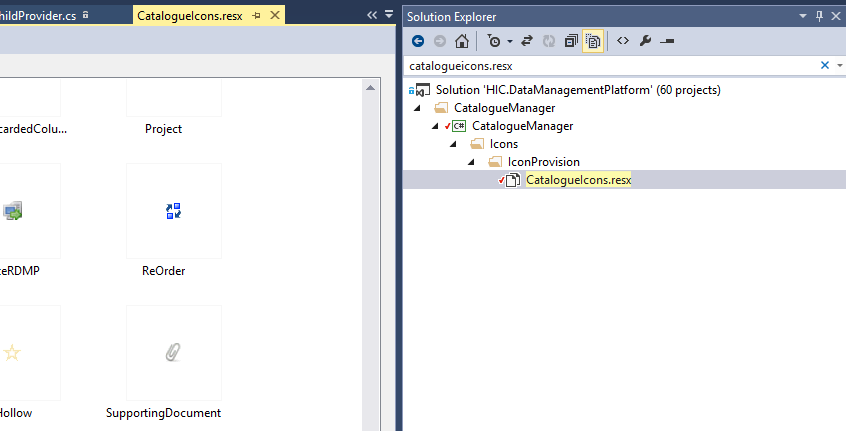 hildProvider.cs
CatalogueIcons.resx
cardedColu...
Project
eRDMP
ReOrder
Hollow
SupportingDocument
Solution Explorer
catalogueicons.resx
Solution 'HIC.DataManagementPlatform' (60 projects)
CatalogueManager
C# CatalogueManager
Icons
IconProvision
CatalogueIcons.resx